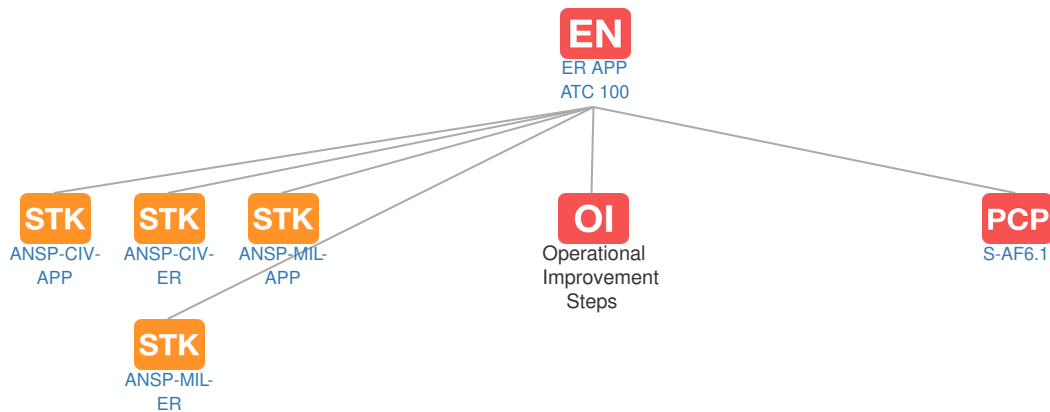 EN
ER APP
ATC 100
STK
STK
STK
OI
PCP
ANSP-CIV-
APP
ANSP-CIV-
ER
ANSP-MIL-
APP
Operational
Improvement
Steps
S-AF6.1
STK
ANSP-MIL-
ER